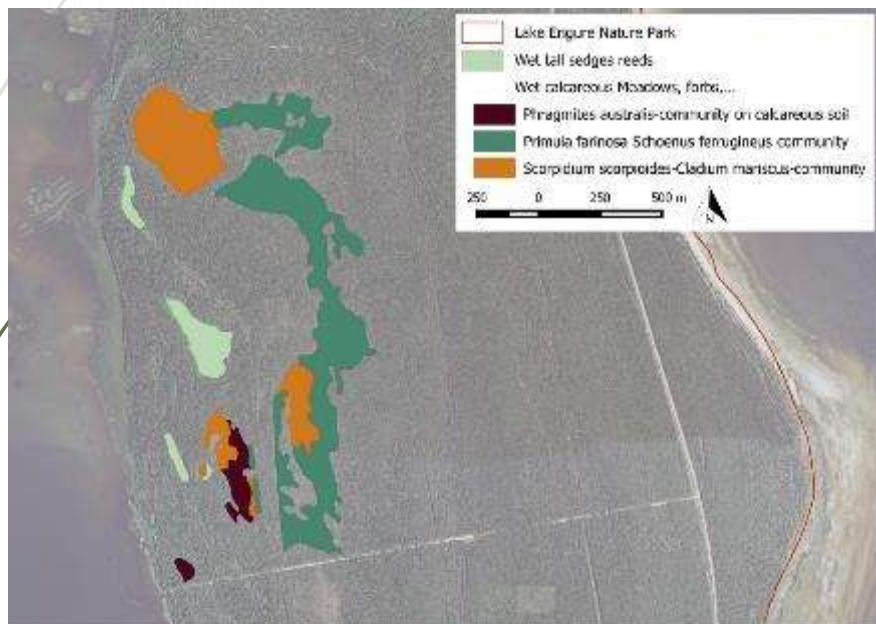 Lake Engure Nature Park
Wet tall sedges reeds
Wet calcareous Meadows, forbs,...
Phragmites australis-community on calcareous soil
Primula farinosa Schoenus ferrugineus community
Scorpidium scorpioides-Cladium mariscus-community
250 0 250 500 m
N